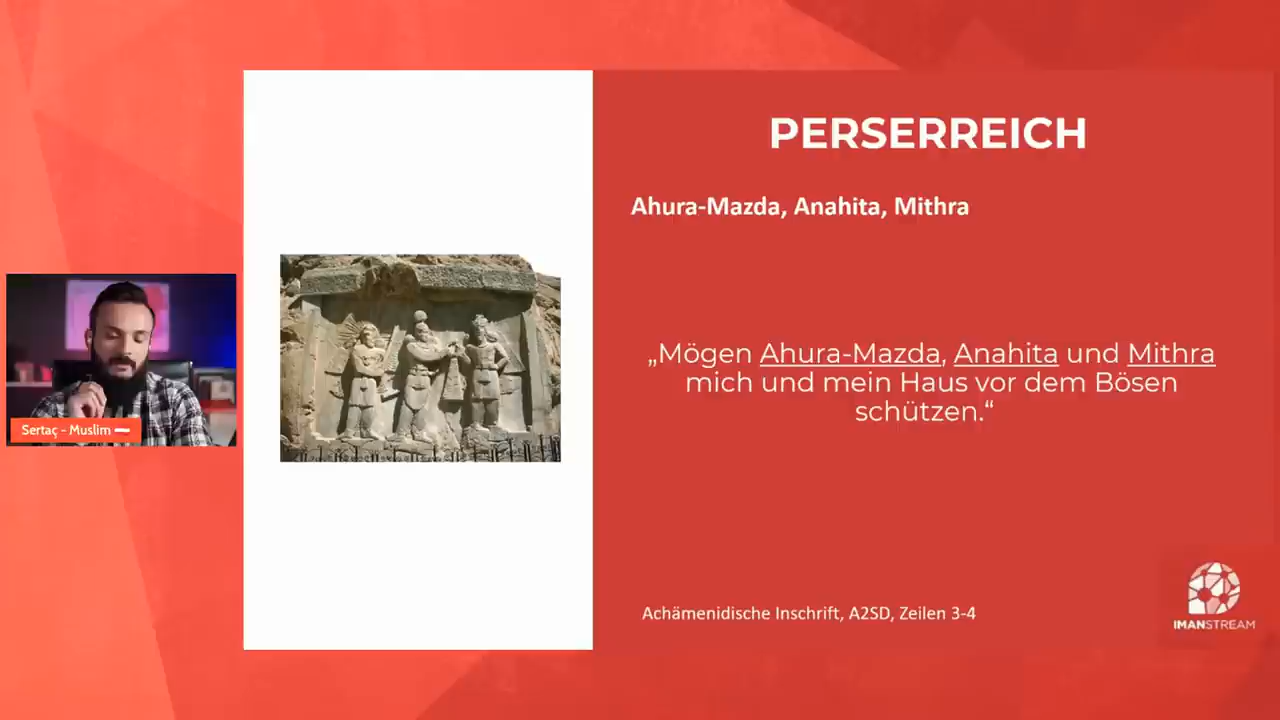 PERSERREICH
Ahura-Mazda, Anahita, Mithra
„Mögen Ahura-Mazda, Anahita und Mithra
mich und mein Haus vor dem Bösen
schützen.“
Sertaç - Muslim
Achämenidische Inschrift, A2SD, Zeilen 3-4
IMANSTREAM